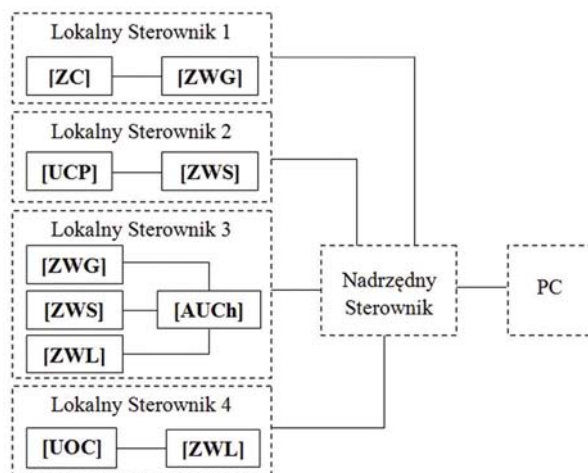 Lokalny Sterownik 1
[ZC] [ZWG]
Lokalny Sterownik 2
[UCP] [ZWS]
Lokalny Sterownik 3
[ZWG]
[ZWS] [AUCh]
[ZWL]
Lokalny Sterownik 4
[UOC] [ZWL]
Nadrzędny
Sterownik
PC